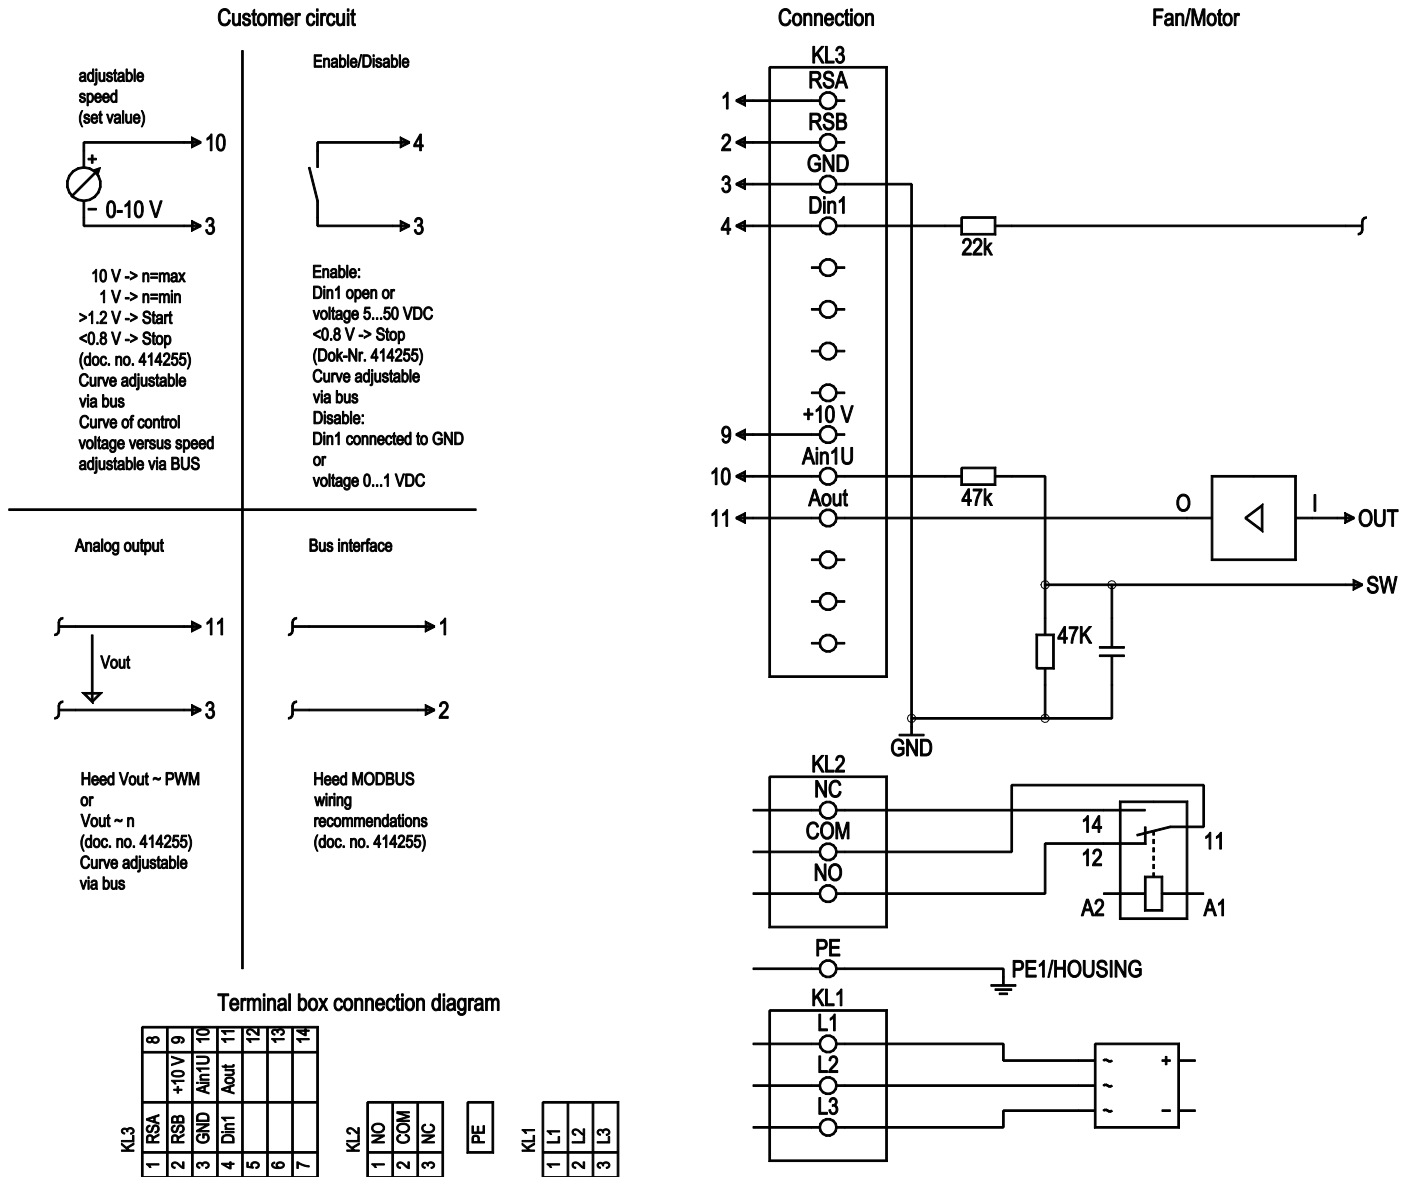 Customer circuit
adjustable
speed
(set value)
10
+
0-10 V
−
3
10 V -> n=max
1 V -> n=min
>1.2 V -> Start
<0.8 V -> Stop
(doc. no. 414255)
Curve adjustable
via bus
Curve of control
voltage versus speed
adjustable via BUS
Enable/Disable
4
3
Enable:
Din1 open or
voltage 5...50 VDC
<0.8 V -> Stop
(Dok-Nr. 414255)
Curve adjustable
via bus
Disable:
Din1 connected to GND
or
voltage 0...1 VDC
Analog output
11
Vout
3
Heed Vout ~ PWM
or
Vout ~ n
(doc. no. 414255)
Curve adjustable
via bus
Bus interface
1
2
Heed MODBUS
wiring
recommendations
(doc. no. 414255)
Connection
Fan/Motor
KL3
RSA
1
RSB
2
GND
3
Din1
4
22k
+10 V
9
Ain1U
10
47k
Aout
11
O
I
OUT
SW
47K
GND
KL2
NC
14
COM
11
12
NO
A2
A1
PE
PE1/HOUSING
KL1
L1
~
+
L2
~
L3
~
−
Terminal box connection diagram
KL3
8 9 10 11 12 13 14
+10 V Ain1U Aout
RSA RSB GND Din1
1 2 3 4 5 6 7
KL2
NO COM NC
1 2 3
PE
KL1
L1 L2 L3
1 2 3